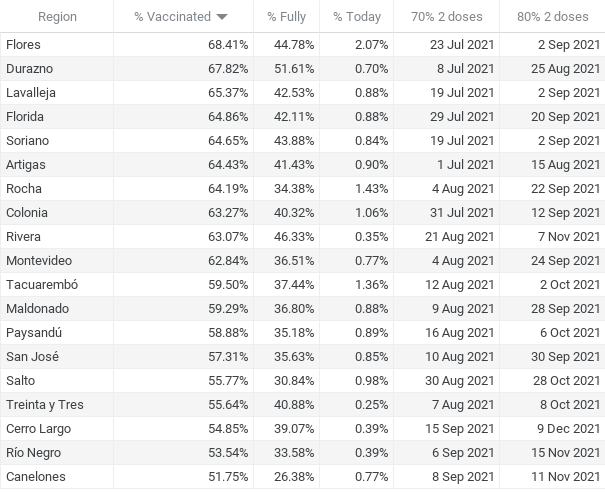 Region % Vaccinated % Fully % Today 70% 2 doses 80% 2 doses
Flores 68.41% 44.78% 2.07% 23 Jul 2021 2 Sep 2021
Durazno 67.82% 51.61% 0.70% 8 Jul 2021 25 Aug 2021
Lavalleja 65.37% 42.53% 0.88% 19 Jul 2021 2 Sep 2021
Florida 64.86% 42.11% 0.88% 29 Jul 2021 20 Sep 2021
Soriano 64.65% 43.88% 0.84% 19 Jul 2021 2 Sep 2021
Artigas 64.43% 41.43% 0.90% 1 Jul 2021 15 Aug 2021
Rocha 64.19% 34.38% 1.43% 4 Aug 2021 22 Sep 2021
Colonia 63.27% 40.32% 1.06% 31 Jul 2021 12 Sep 2021
Rivera 63.07% 46.33% 0.35% 21 Aug 2021 7 Nov 2021
Montevideo 62.84% 36.51% 0.77% 4 Aug 2021 24 Sep 2021
Tacuarembó 59.50% 37.44% 1.36% 12 Aug 2021 2 Oct 2021
Maldonado 59.29% 36.80% 0.88% 9 Aug 2021 28 Sep 2021
Paysandú 58.88% 35.18% 0.89% 16 Aug 2021 6 Oct 2021
San José 57.31% 35.63% 0.85% 10 Aug 2021 30 Sep 2021
Salto 55.77% 30.84% 0.98% 30 Aug 2021 28 Oct 2021
Treinta y Tres 55.64% 40.88% 0.25% 7 Aug 2021 8 Oct 2021
Cerro Largo 54.85% 39.07% 0.39% 15 Sep 2021 9 Dec 2021
Río Negro 53.54% 33.58% 0.39% 6 Sep 2021 15 Nov 2021
Canelones 51.75% 26.38% 0.77% 8 Sep 2021 11 Nov 2021